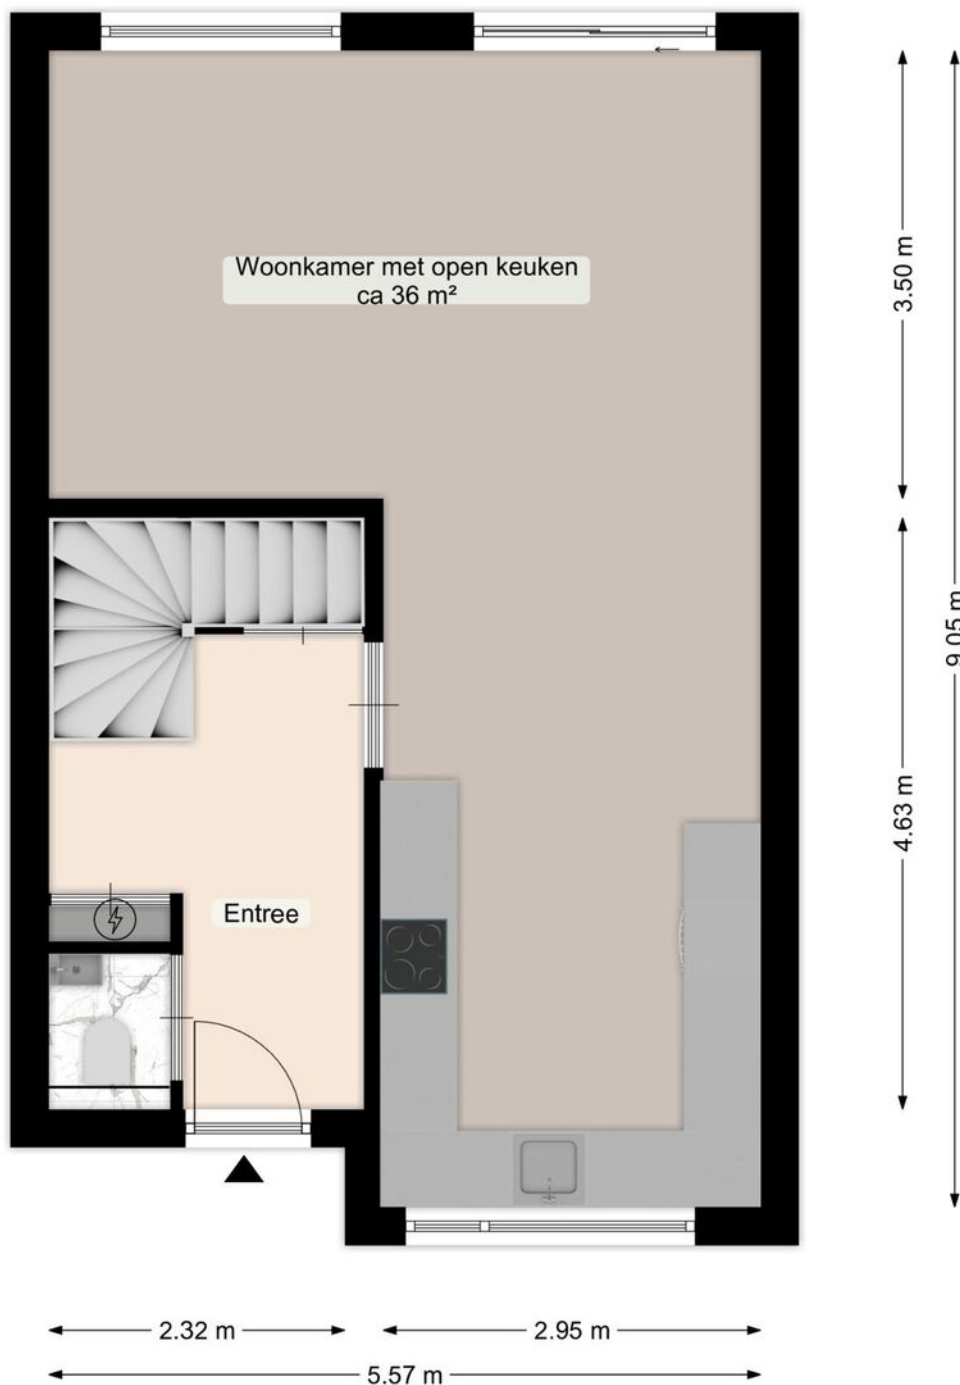 Woonkamer met open keuken
ca 36 m²
3.50 m
9.05 m
4.63 m
Entree
2.32 m
2.95 m
5.57 m